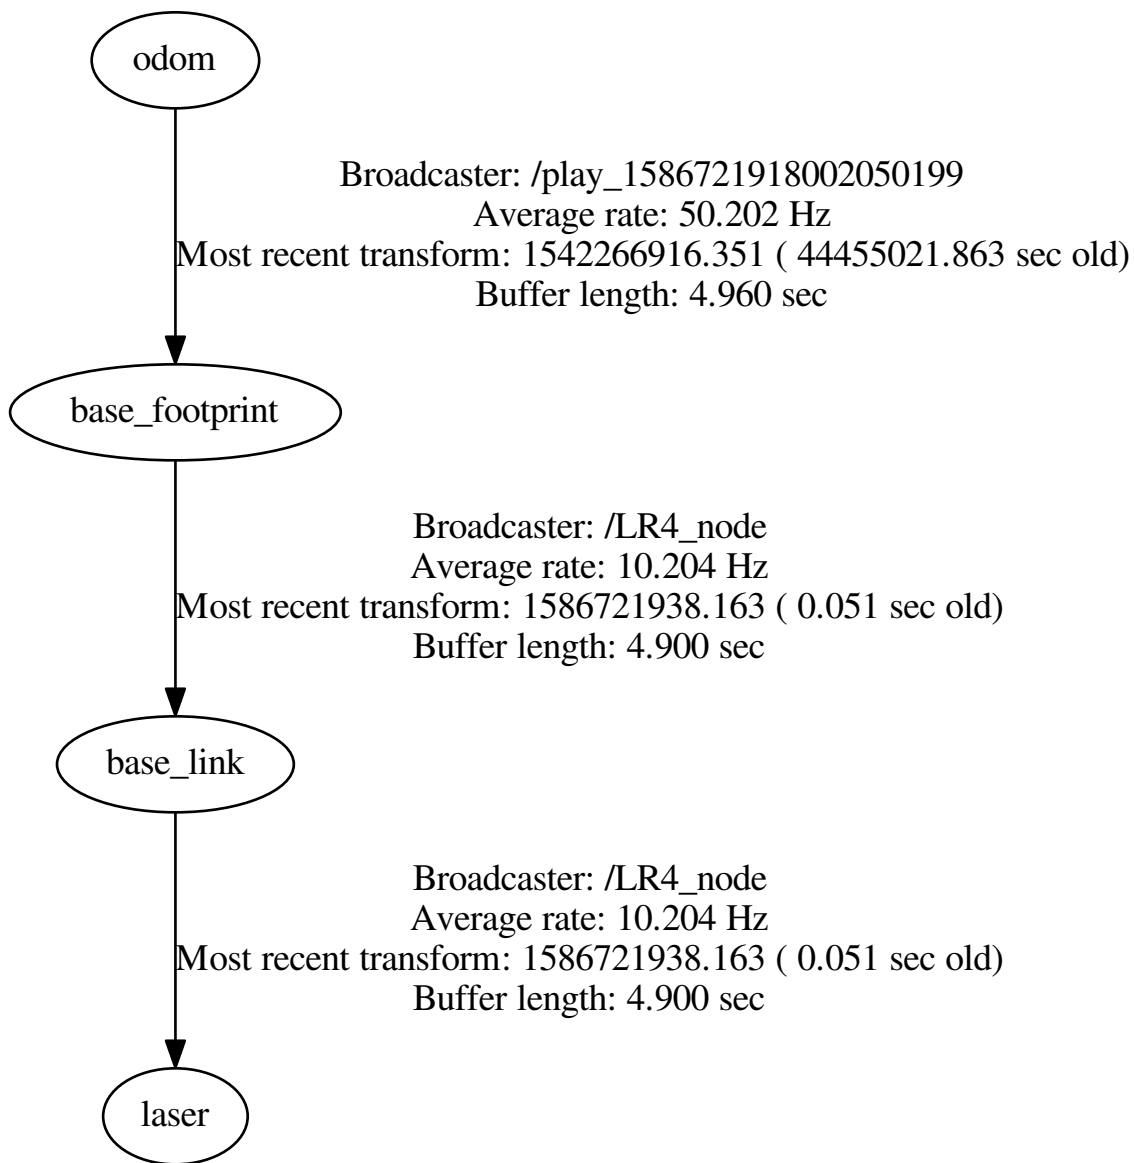 odom
Broadcaster: /play_1586721918002050199
Average rate: 50.202 Hz
Most recent transform: 1542266916.351 ( 44455021.863 sec old)
Buffer length: 4.960 sec
base_footprint
Broadcaster: /LR4_node
Average rate: 10.204 Hz
Most recent transform: 1586721938.163 ( 0.051 sec old)
Buffer length: 4.900 sec
base_link
Broadcaster: /LR4_node
Average rate: 10.204 Hz
Most recent transform: 1586721938.163 ( 0.051 sec old)
Buffer length: 4.900 sec
laser